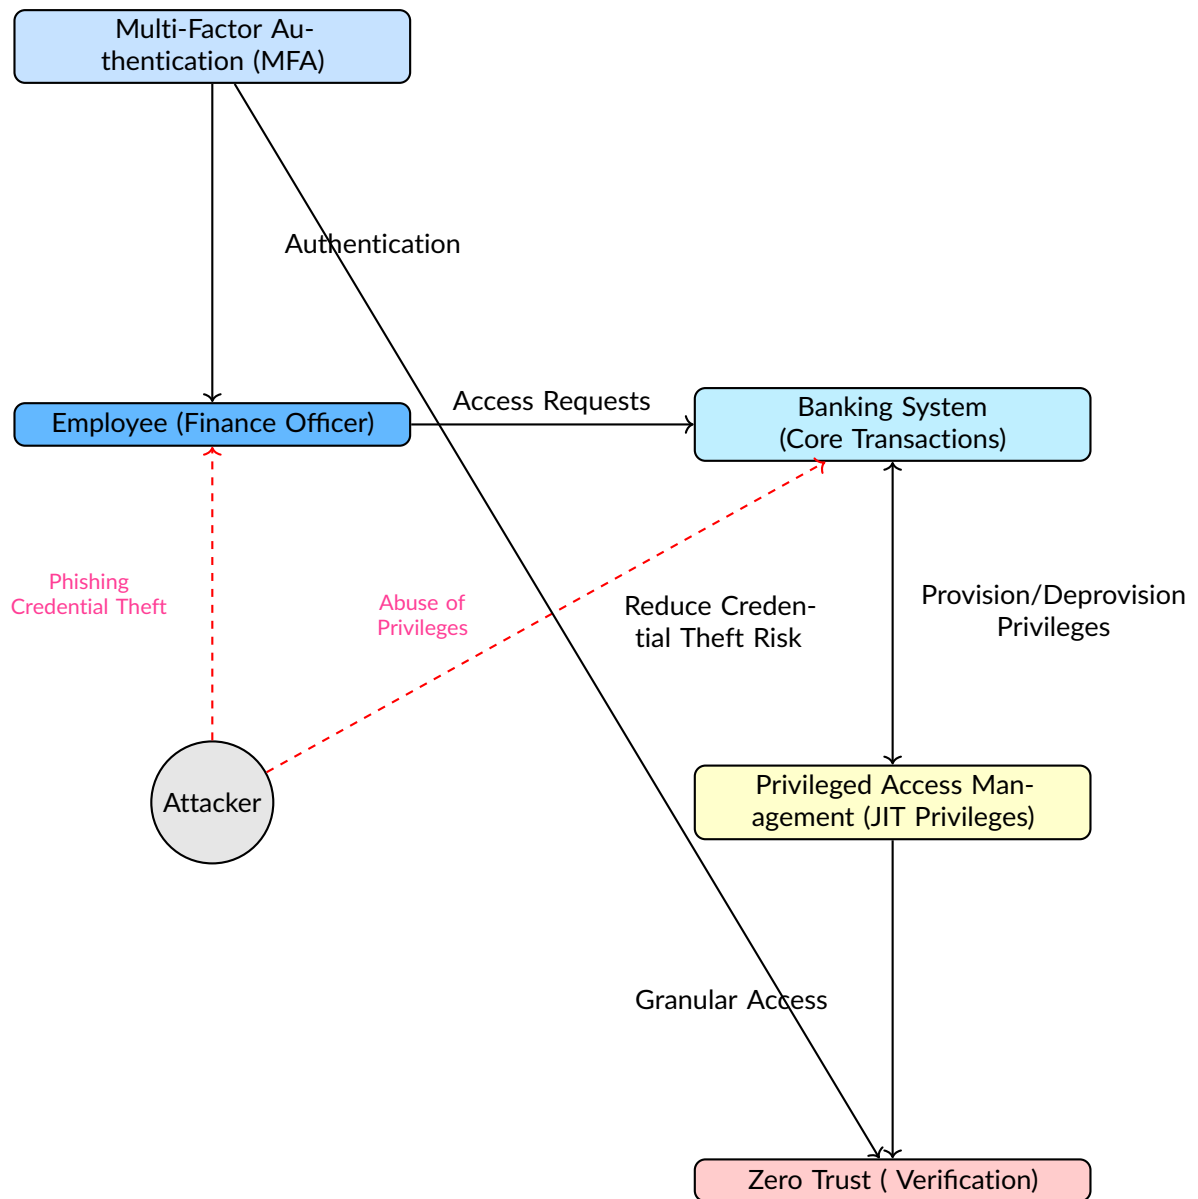 Multi-Factor Au-
thentication (MFA)
Authentication
Employee (Finance Officer)
Access Requests
Banking System
(Core Transactions)
Phishing
Credential Theft
Abuse of
Privileges
Reduce Creden-
tial Theft Risk
Provision/Deprovision
Privileges
Attacker
Privileged Access Man-
agement (JIT Privileges)
Granular Access
Zero Trust ( Verification)